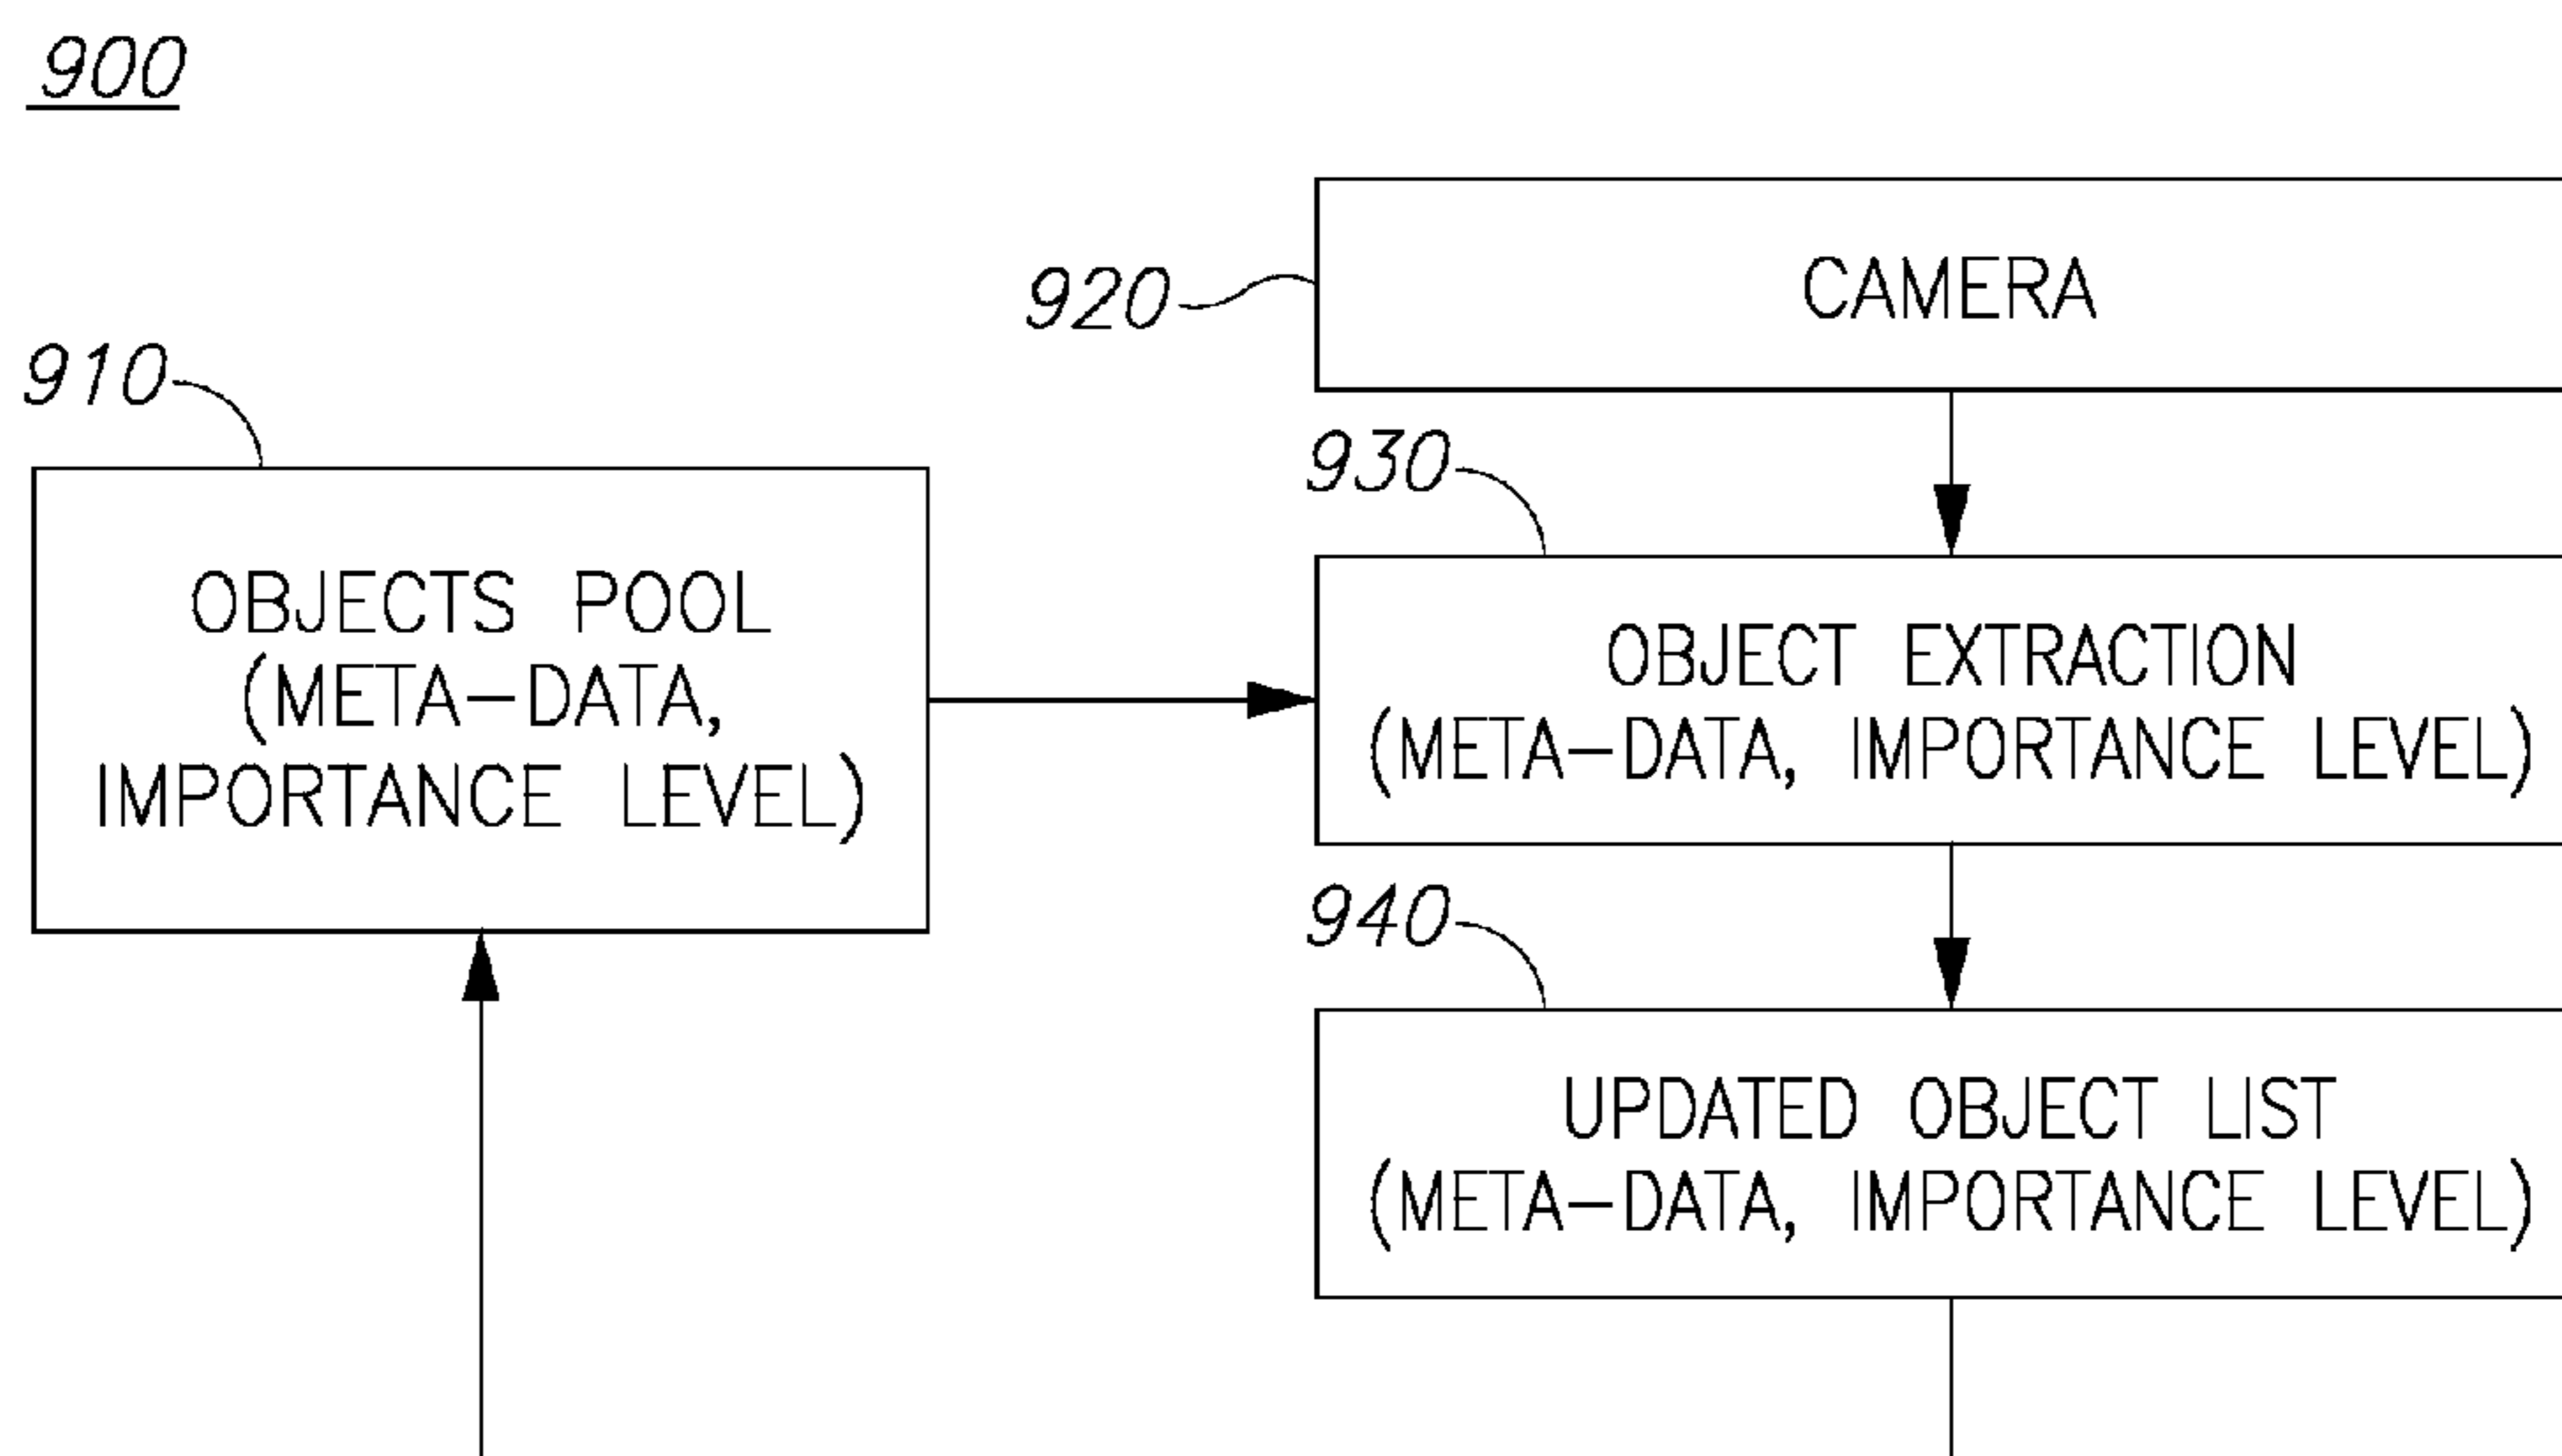 900
920
CAMERA
910
OBJECTS POOL
(META-DATA,
IMPORTANCE LEVEL)
930
OBJECT EXTRACTION
(META-DATA, IMPORTANCE LEVEL)
940
UPDATED OBJECT LIST
(META-DATA, IMPORTANCE LEVEL)